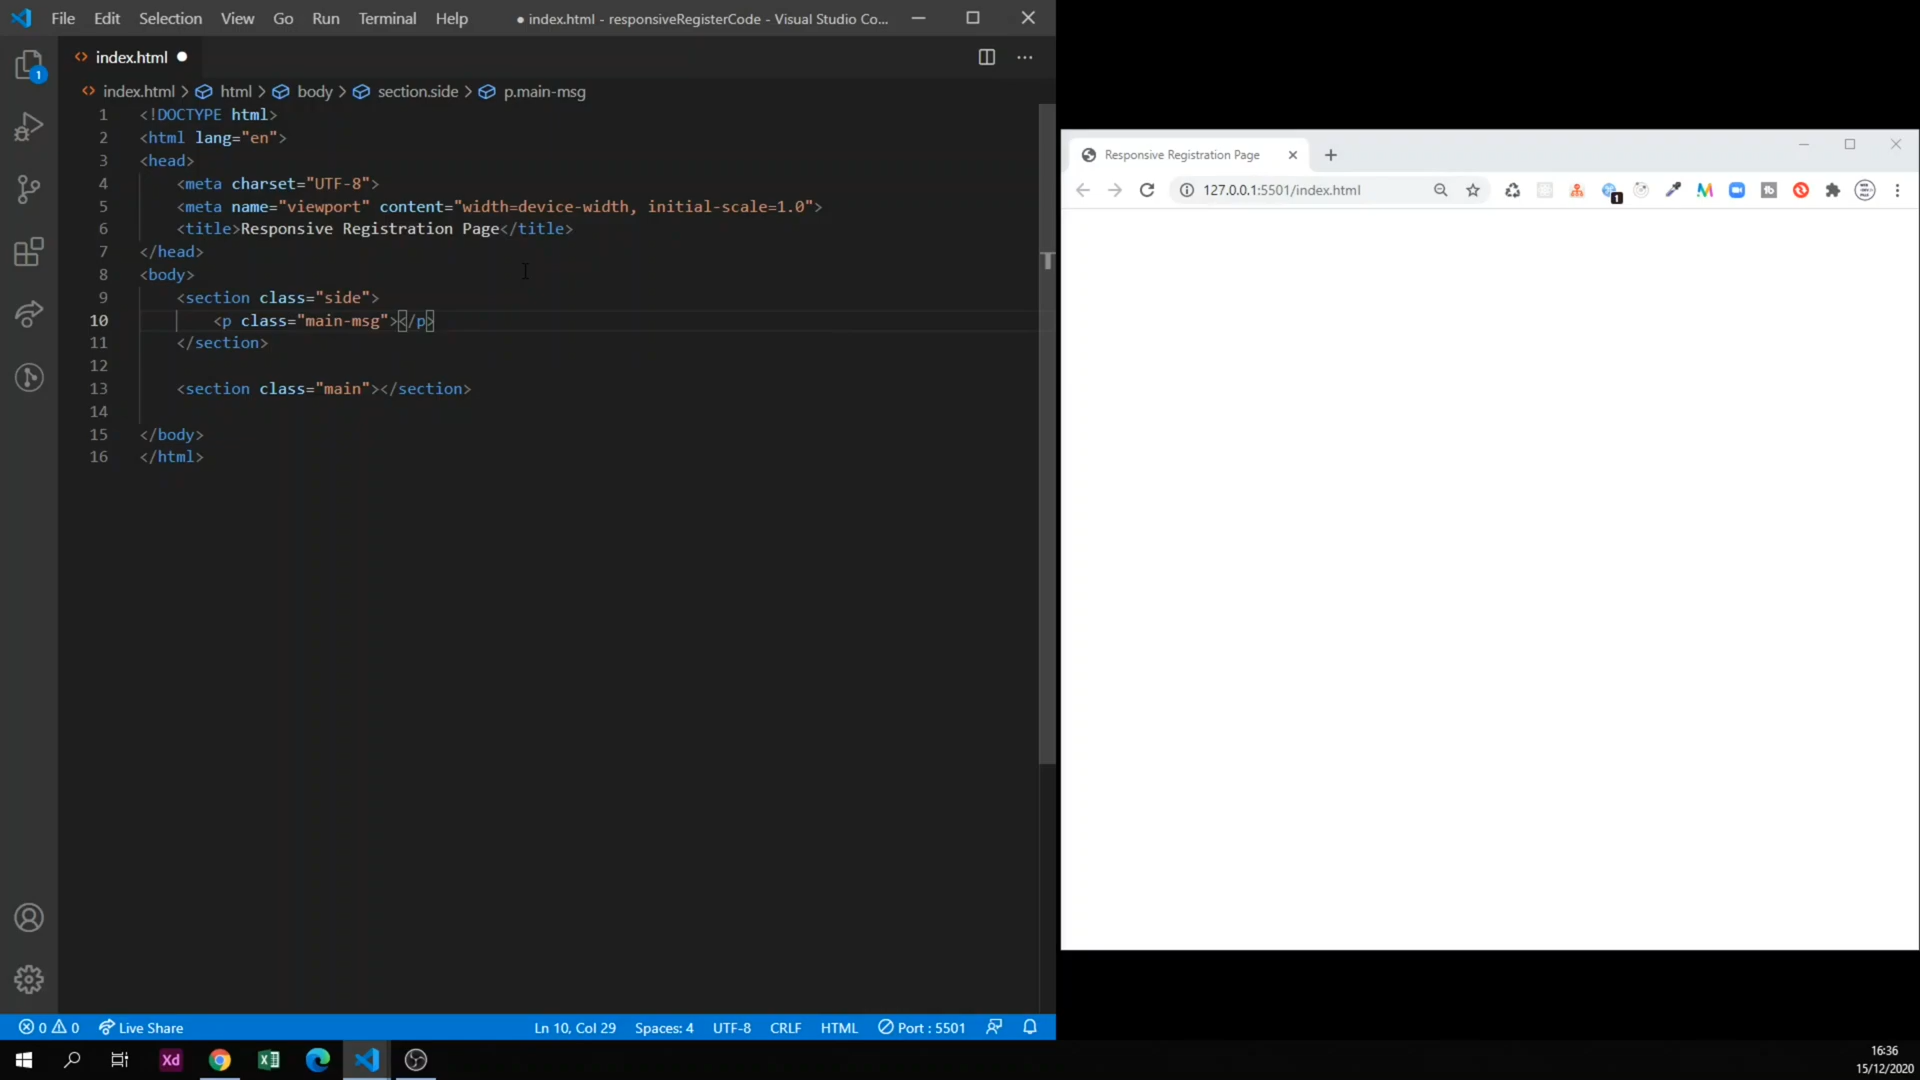 File Edit Selection View Go Run Terminal Help ● index.html - responsiveRegisterCode - Visual Studio Co...
index.html ●
index.html > html > body > section.side > p.main-msg
1 <!DOCTYPE html>
2 <html lang="en">
3 <head>
4 <meta charset="UTF-8">
5 <meta name="viewport" content="width=device-width, initial-scale=1.0">
6 <title>Responsive Registration Page</title>
7 </head>
8 <body>
9 <section class="side">
10 <p class="main-msg"></p>
11 </section>
12
13 <section class="main"></section>
14
15 </body>
16 </html>
1
0 0 Live Share Ln 10, Col 29 Spaces: 4 UTF-8 CRLF HTML Port : 5501
Responsive Registration Page
127.0.0.1:5501/index.html
1
Xd
16:36
15/12/2020